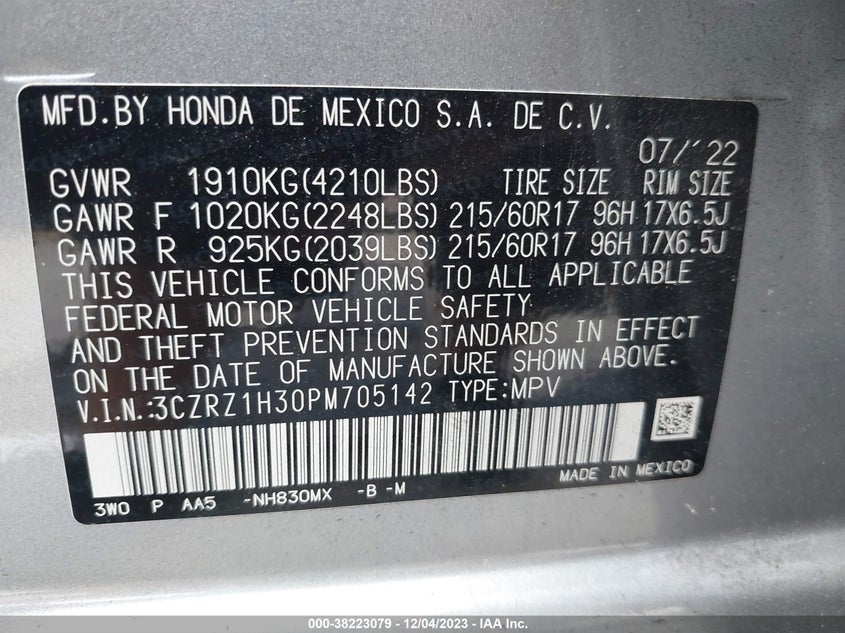 MFD.BY HONDA DE MEXICO S.A. DE C.V.
07/'22
GVWR 1910KG(4210LBS) TIRE SIZE RIM SIZE
GAWR F 1020KG(2248LBS) 215/60R17 96H 17X6.5J
GAWR R 925KG(2039LBS) 215/60R17 96H 17X6.5J
THIS VEHICLE CONFORMS TO ALL APPLICABLE
FEDERAL MOTOR VEHICLE SAFETY
AND THEFT PREVENTION STANDARDS IN EFFECT
ON THE DATE OF MANUFACTURE SHOWN ABOVE.
V.I.N.:3CZRZ1H30PM705142 TYPE:MPV
MADE IN MEXICO
3W0 P AA5 -NH830MX -B -M
000-38223079 - 12/04/2023 - IAA Inc.